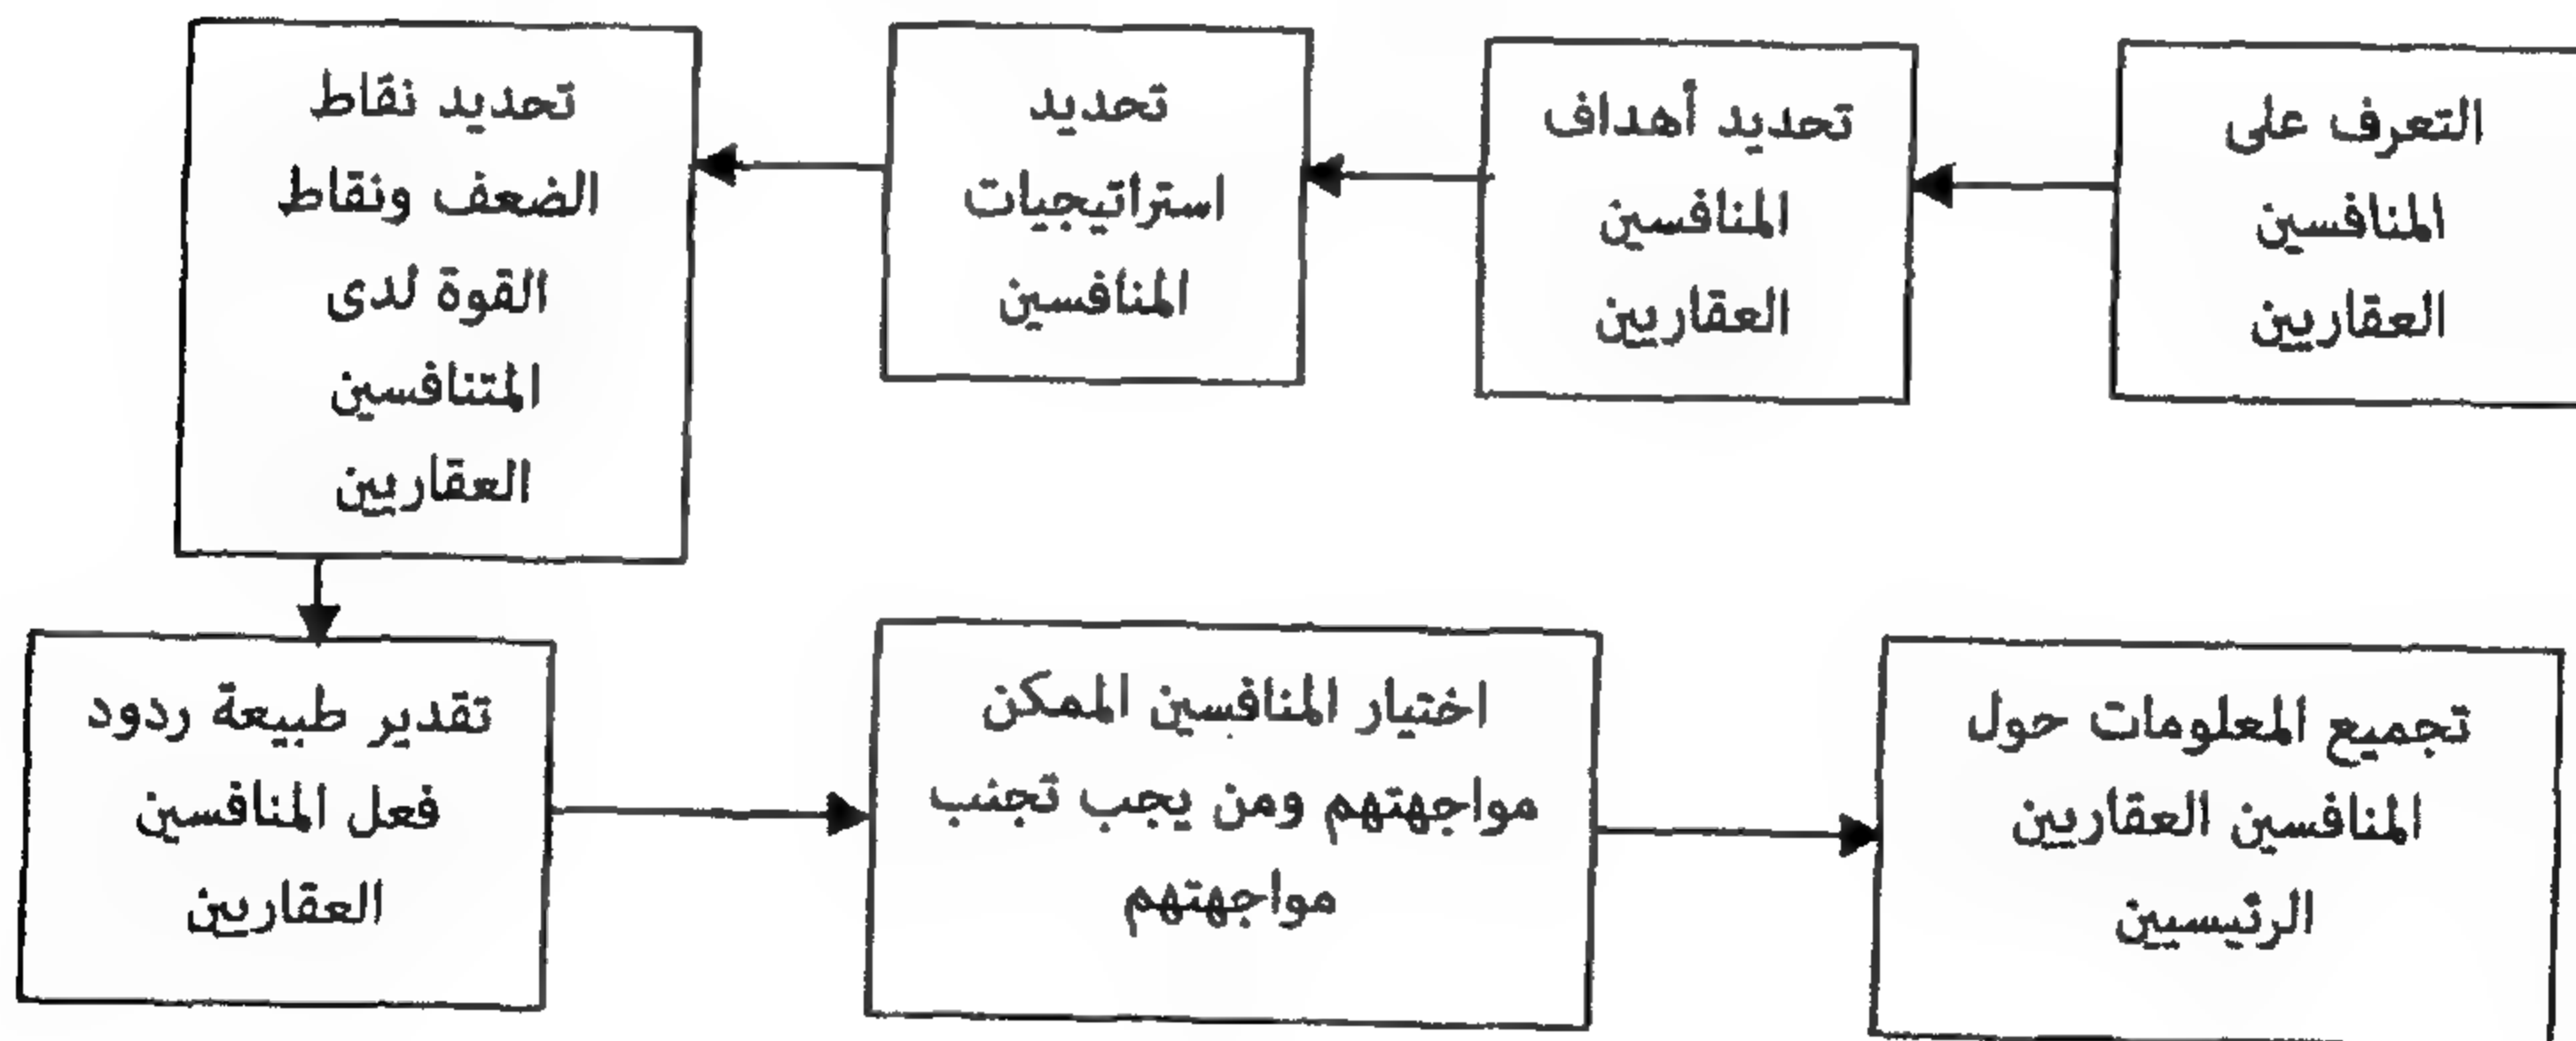 التعرف على
المنافسين
العقاريين
تحديد أهداف
المنافسين
العقاريين
تحديد
استراتيجيات
المنافسين
تحديد نقاط
الضعف ونقاط
القوة لدى
المتنافسين
العقاريين
تقدير طبيعة ردود
فعل المنافسين
العقاريين
اختيار المنافسين الممكن
مواجهتهم ومن يجب تجنب
مواجهتهم
تجميع المعلومات حول
المنافسين العقاريين
الرئيسيين